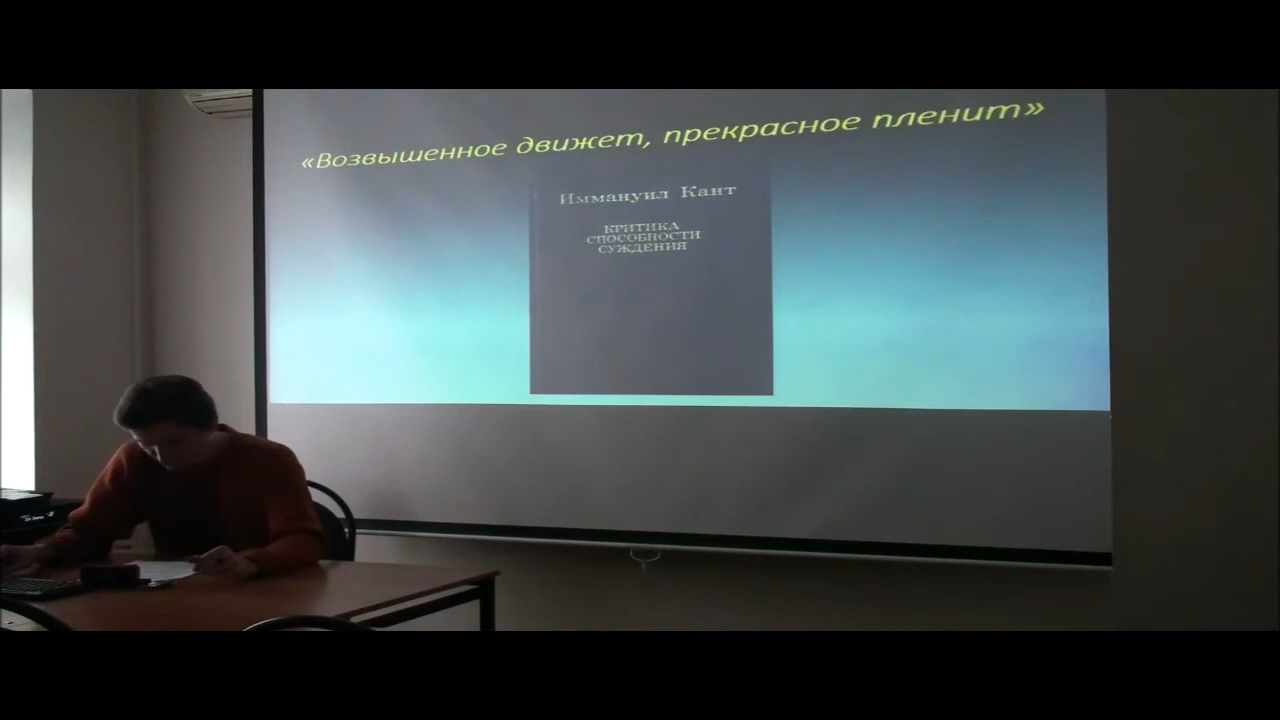 «Возвышенное движет, прекрасное пленит»
Иммануил Кант
КРИТИКА
СПОСОБНОСТИ
СУЖДЕНИЯ